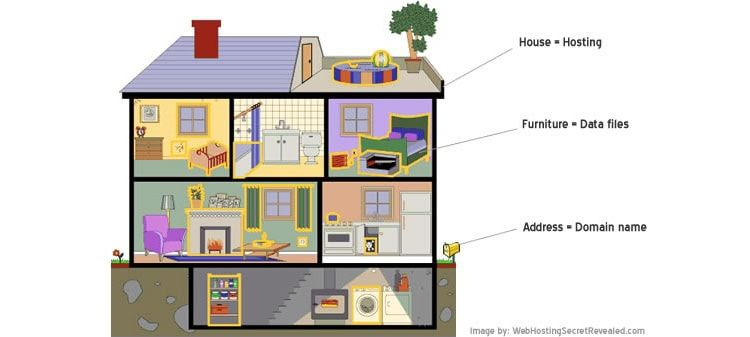 House = Hosting
Furniture = Data files
Address = Domain name
Image by: WebHostingSecretRevealed.com